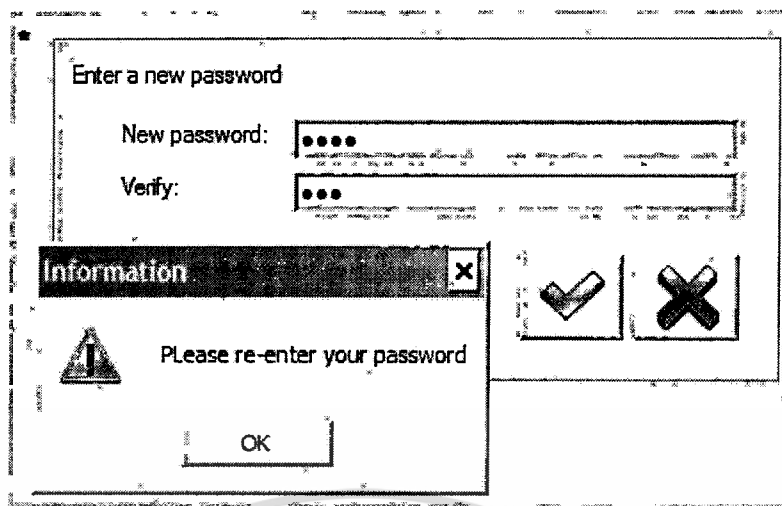 *
Enter a new password
New password: ••••
Verify: •••
Information
PLease re-enter your password
OK